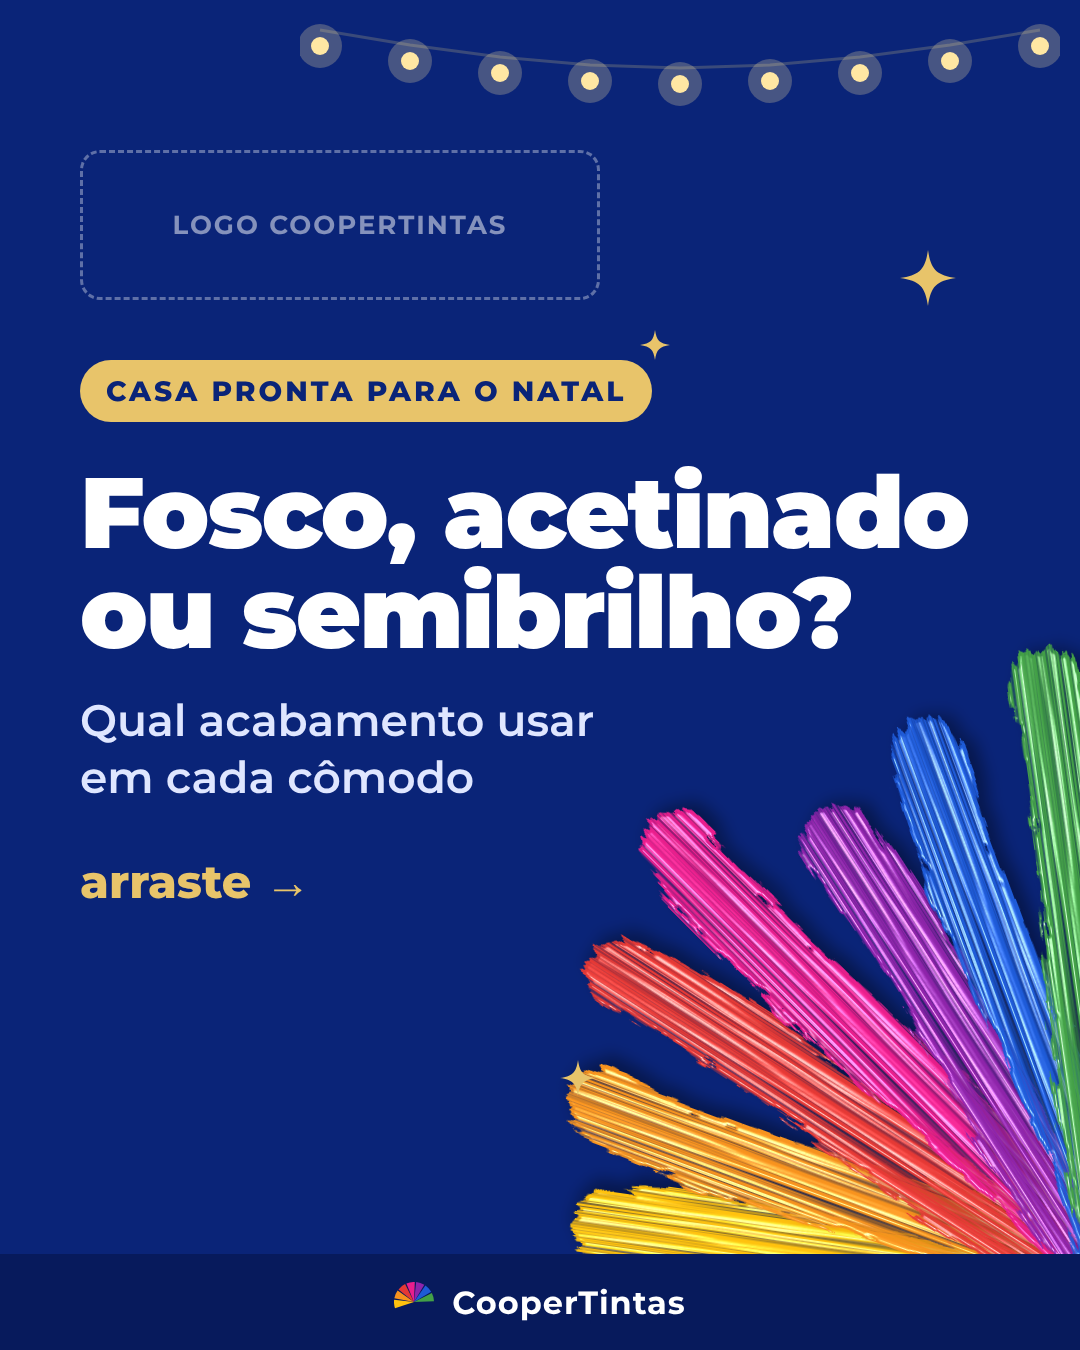 LOGO COOPERTINTAS
CASA PRONTA PARA O NATAL
Fosco, acetinado
ou semibrilho?
Qual acabamento usar
em cada cômodo
arraste →
CooperTintas